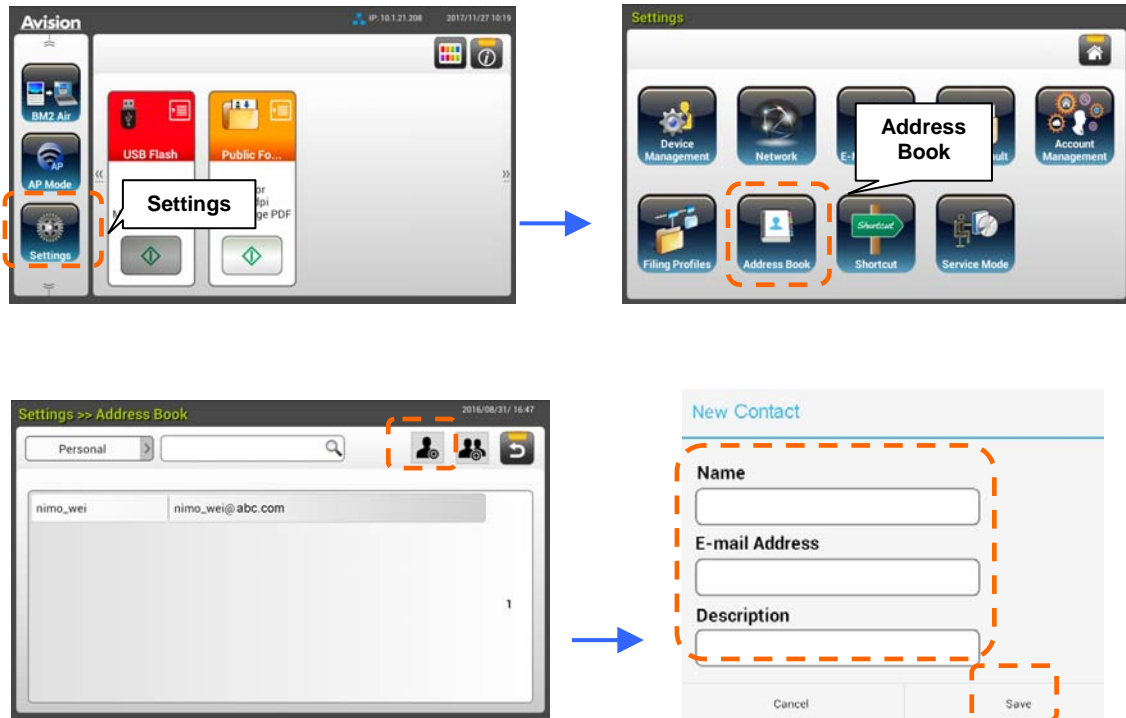 Avision
IP: 10.1.21.208 2017/11/27 10:19
BM2 Air
AP Mode
Settings
USB Flash
Public Fo...
Settings
ge PDF
Settings
Device
Management
Network
Address
Book
Account
Management
Filing Profiles
Address Book
Shortcut
Shortcut
Service Mode
Settings >> Address Book
2016/08/31/ 16:47
Personal
nimo_wei nimo_wei@abc.com
1
New Contact
Name
E-mail Address
Description
Cancel Save